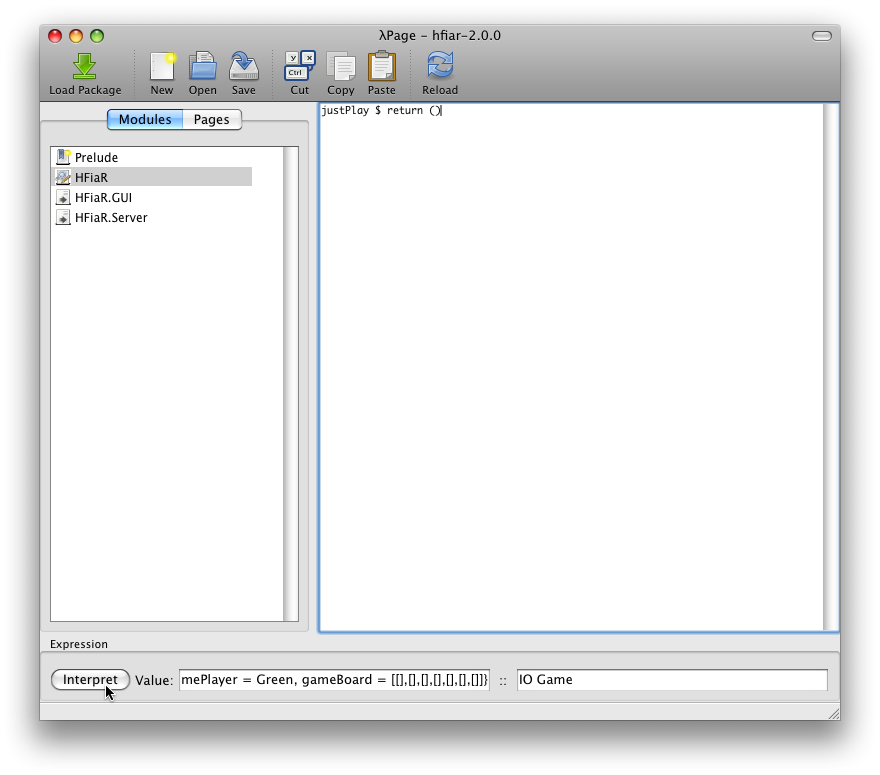 λPage - hfiar-2.0.0
Load Package New Open Save Cut Copy Paste Reload
y x
Ctrl
Modules Pages
justPlay $ return ()
Prelude
HFiaR
HFiaR.GUI
HFiaR.Server
Expression
Interpret Value: mePlayer = Green, gameBoard = [[],[],[],[],[],[],[]]} :: IO Game